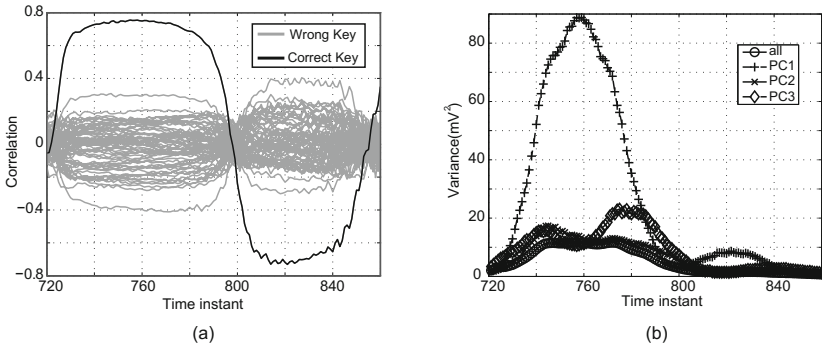 0.8
0.4
0
−0.4
−0.8
Correlation
720
760
800
840
Time instant
Wrong Key
Correct Key
(a)
80
60
40
20
0
Variance(mV²)
720
760
800
840
Time instant
all
PC1
PC2
PC3
(b)